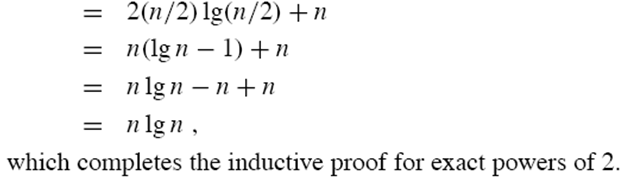 = 2(n/2) lg(n/2) + n
= n(lg n − 1) + n
= n lg n − n + n
= n lg n ,
which completes the inductive proof for exact powers of 2.